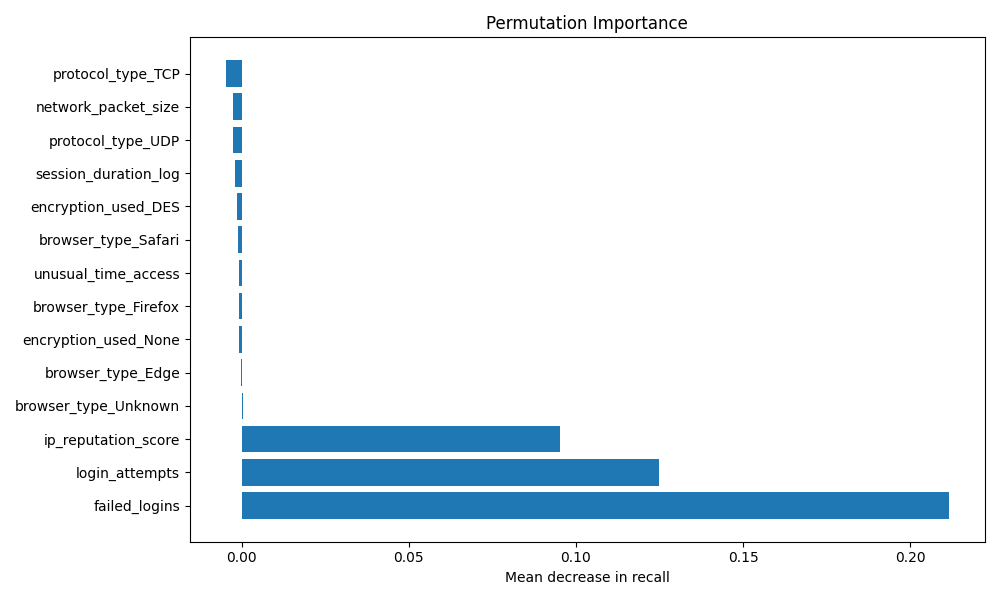 Permutation Importance
protocol_type_TCP
network_packet_size
protocol_type_UDP
session_duration_log
encryption_used_DES
browser_type_Safari
unusual_time_access
browser_type_Firefox
encryption_used_None
browser_type_Edge
browser_type_Unknown
ip_reputation_score
login_attempts
failed_logins
0.00 0.05 0.10 0.15 0.20
Mean decrease in recall